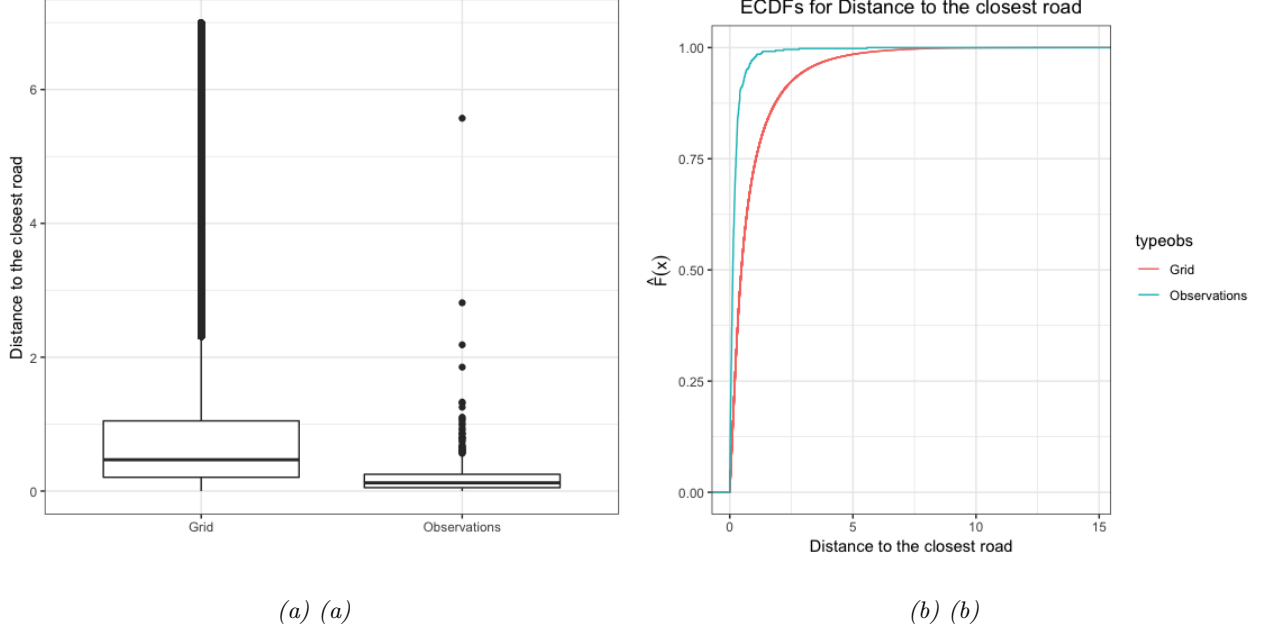 Distance to the closest road
6
4
2
0
Grid
Observations
(a) (a)
ECDFs for Distance to the closest road
F̂(x)
1.00
0.75
0.50
0.25
0.00
0
5
10
15
Distance to the closest road
typeobs
Grid
Observations
(b) (b)